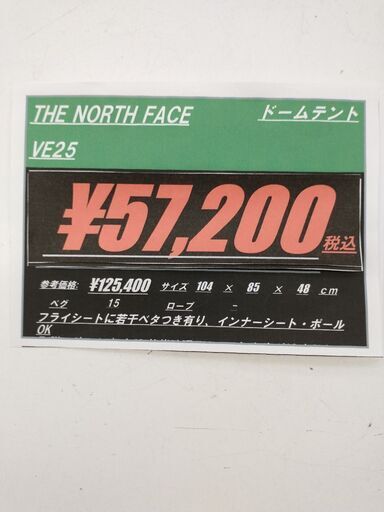 THE NORTH FACE ドームテント
VE25
¥57,200税込
参考価格: ¥125,400 サイズ 104 × 85 × 48 cm
ペグ 15 ロープ -
フライシートに若干ベタつき有り、インナーシート・ポール
OK